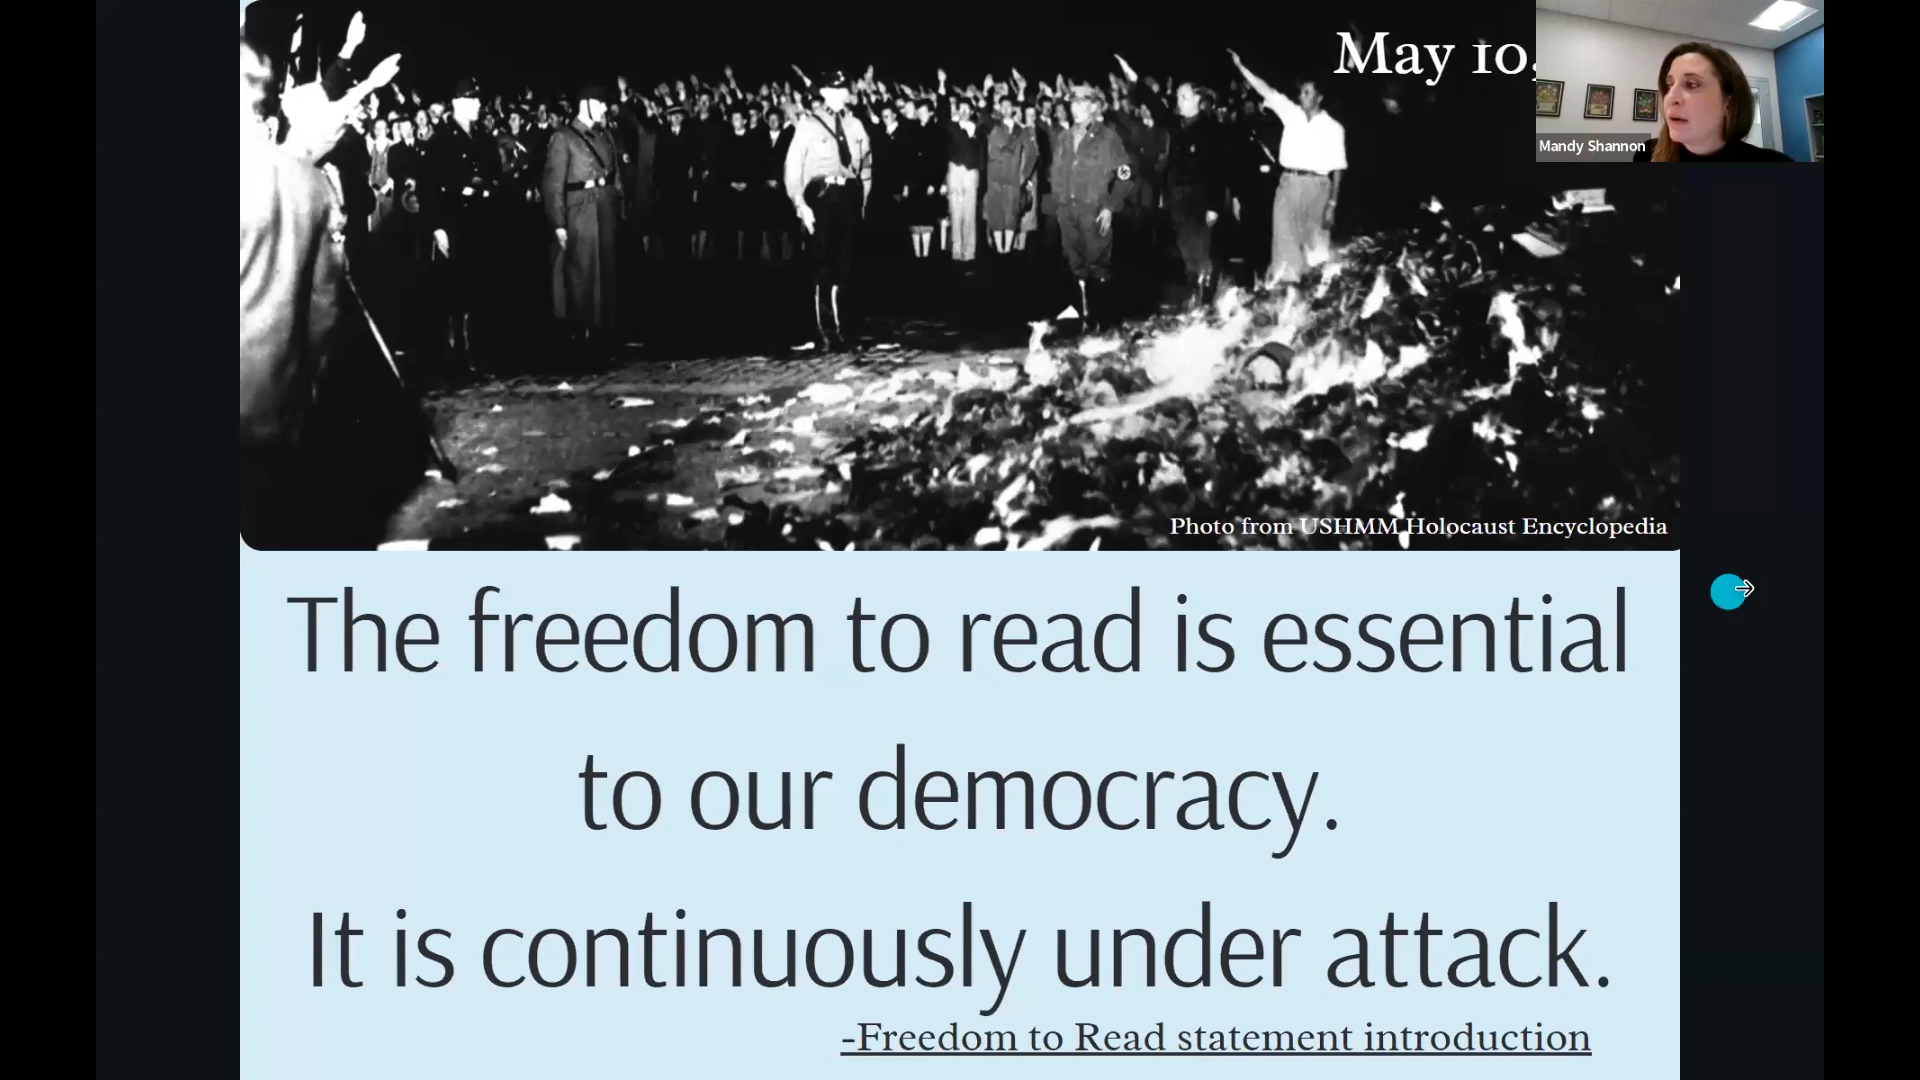 May 10,
Mandy Shannon
Photo from USHMM Holocaust Encyclopedia
The freedom to read is essential
to our democracy.
It is continuously under attack.
-Freedom to Read statement introduction